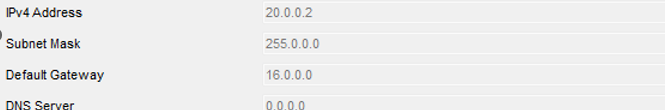 IPv4 Address 20.0.0.2
Subnet Mask 255.0.0.0
Default Gateway 16.0.0.0
DNS Server 0.0.0.0